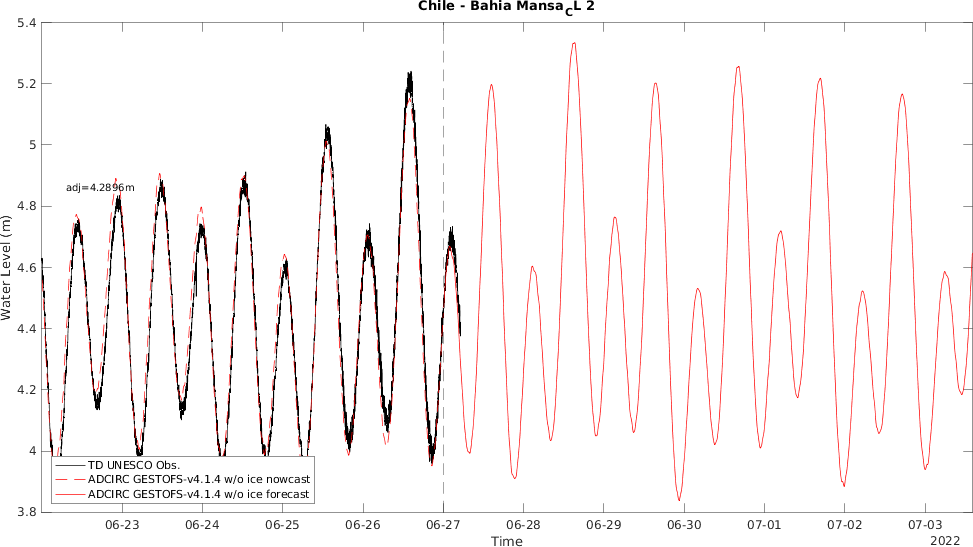 Chile - Bahia Mansa_CL 2
5.4
5.2
5
4.8
4.6
4.4
4.2
4
3.8
Water Level (m)
adj=4.2896m
TD UNESCO Obs.
ADCIRC GESTOFS-v4.1.4 w/o ice nowcast
ADCIRC GESTOFS-v4.1.4 w/o ice forecast
06-23 06-24 06-25 06-26 06-27 06-28 06-29 06-30 07-01 07-02 07-03
Time
2022